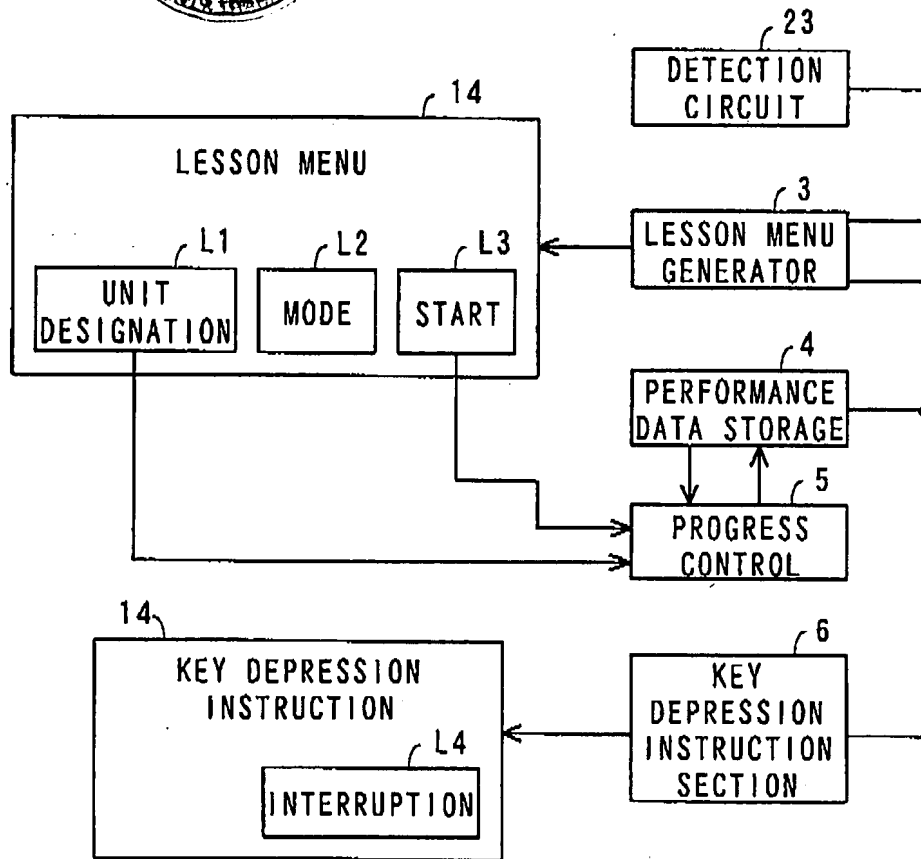 23
DETECTION
CIRCUIT
14
LESSON MENU
L1
UNIT
DESIGNATION
L2
MODE
L3
START
3
LESSON MENU
GENERATOR
4
PERFORMANCE
DATA STORAGE
5
PROGRESS
CONTROL
14
KEY DEPRESSION
INSTRUCTION
L4
INTERRUPTION
6
KEY
DEPRESSION
INSTRUCTION
SECTION